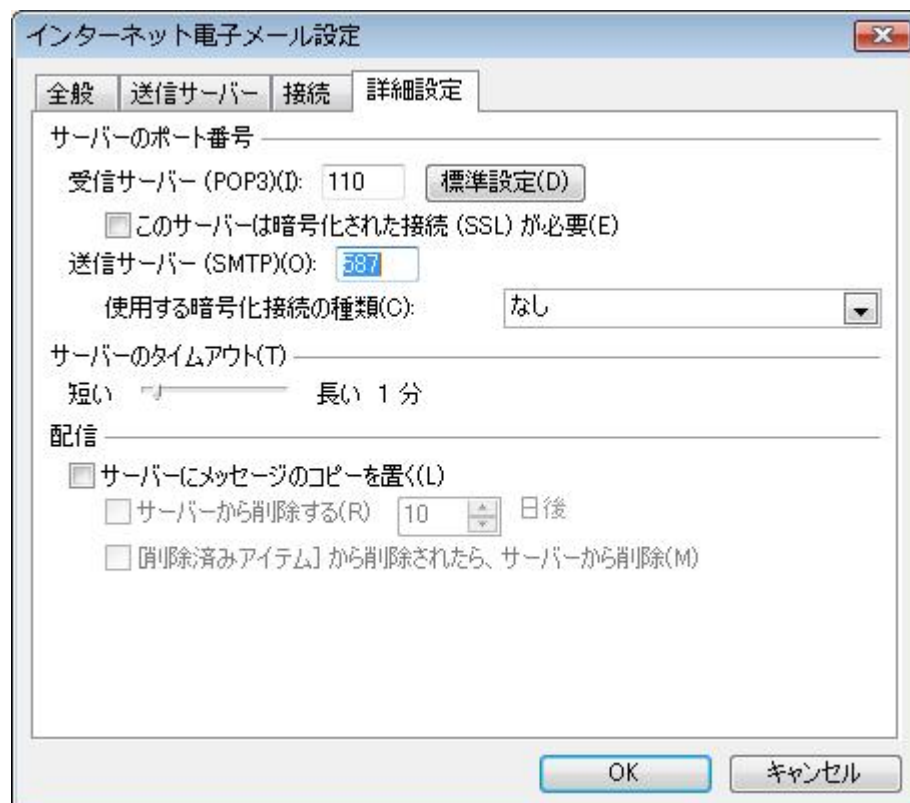 インターネット電子メール設定
全般 送信サーバー 接続 詳細設定
サーバーのポート番号
受信サーバー (POP3)(I): 110 標準設定(D)
このサーバーは暗号化された接続 (SSL) が必要(E)
送信サーバー (SMTP)(O): 587
使用する暗号化接続の種類(C): なし
サーバーのタイムアウト(T)
短い 長い 1 分
配信
サーバーにメッセージのコピーを置く(L)
サーバーから削除する(R) 10 日後
[削除済みアイテム] から削除されたら、サーバーから削除(M)
OK キャンセル